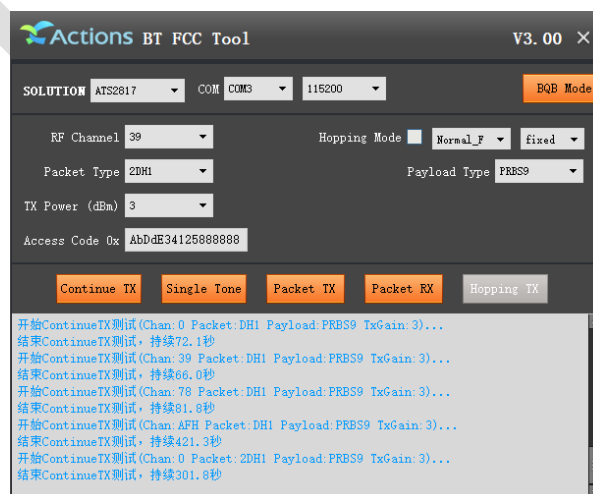 Actions BT FCC Tool V3.00 ×
SOLUTION ATS2817 COM COM3 115200 BQB Mode
RF Channel 39 Hopping Mode Normal_F fixed
Packet Type 2DH1 Payload Type PRBS9
TX Power (dBm) 3
Access Code 0x AbDdE34125888888
Continue TX Single Tone Packet TX Packet RX Hopping TX
开始ContinueTX测试(Chan:0 Packet:DH1 Payload:PRBS9 TxGain:3)...
结束ContinueTX测试，持续72.1秒
开始ContinueTX测试(Chan:39 Packet:DH1 Payload:PRBS9 TxGain:3)...
结束ContinueTX测试，持续66.0秒
开始ContinueTX测试(Chan:78 Packet:DH1 Payload:PRBS9 TxGain:3)...
结束ContinueTX测试，持续81.8秒
开始ContinueTX测试(Chan:AFH Packet:DH1 Payload:PRBS9 TxGain:3)...
结束ContinueTX测试，持续421.3秒
开始ContinueTX测试(Chan:0 Packet:2DH1 Payload:PRBS9 TxGain:3)...
结束ContinueTX测试，持续301.8秒